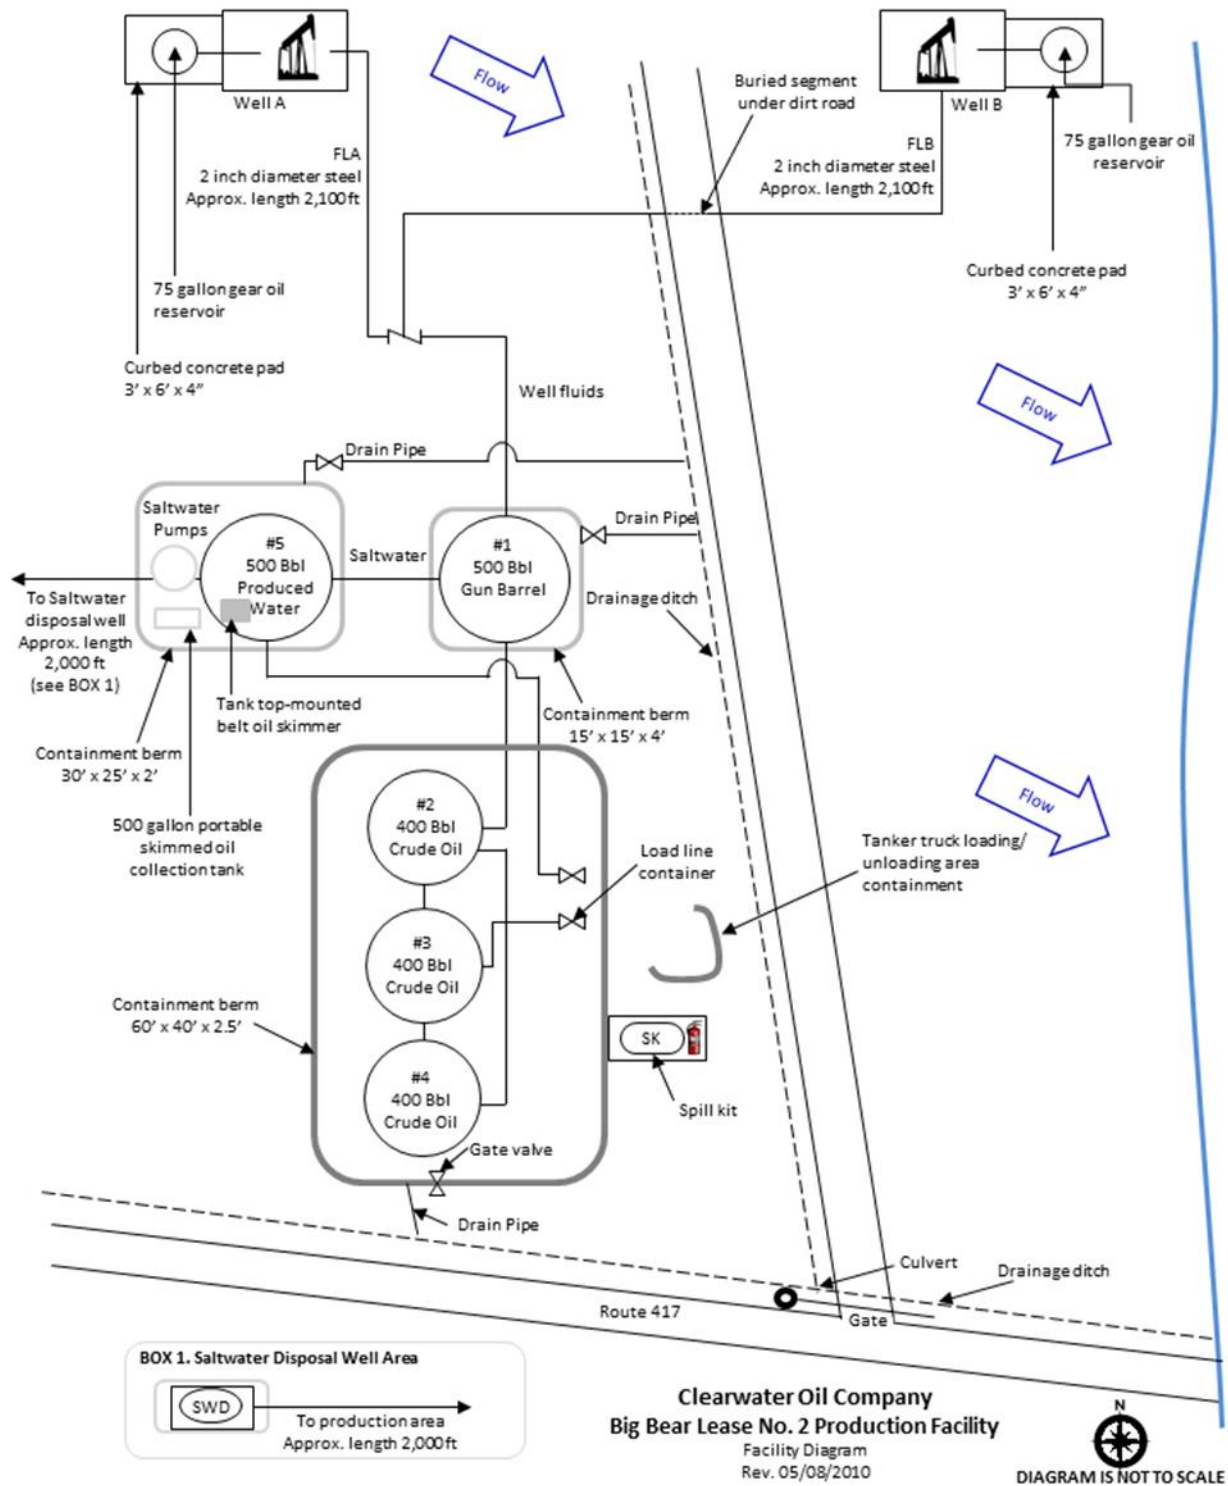 Flow
Well A
Buried segment
under dirt road
Well B
75 gallon gear oil
reservoir
FLA
2 inch diameter steel
Approx. length 2,100ft
FLB
2 inch diameter steel
Approx. length 2,100ft
75 gallon gear oil
reservoir
Curbed concrete pad
3' x 6' x 4"
Curbed concrete pad
3' x 6' x 4"
Well fluids
Flow
Drain Pipe
Saltwater
Pumps
#5
500 Bbl
Produced
Water
Saltwater
#1
500 Bbl
Gun Barrel
Drain Pipe
Drainage ditch
To Saltwater
disposal well
Approx. length
2,000 ft
(see BOX 1)
Tank top-mounted
belt oil skimmer
Containment berm
15' x 15' x 4'
Containment berm
30' x 25' x 2'
500 gallon portable
skimmed oil
collection tank
#2
400 Bbl
Crude Oil
Load line
container
Flow
Tanker truck loading/
unloading area
containment
#3
400 Bbl
Crude Oil
Containment berm
60' x 40' x 2.5'
SK
#4
400 Bbl
Crude Oil
Spill kit
Gate valve
Drain Pipe
Culvert
Drainage ditch
Route 417
Gate
BOX 1. Saltwater Disposal Well Area
SWD
To production area
Approx. length 2,000ft
Clearwater Oil Company
Big Bear Lease No. 2 Production Facility
Facility Diagram
Rev. 05/08/2010
N
DIAGRAM IS NOT TO SCALE